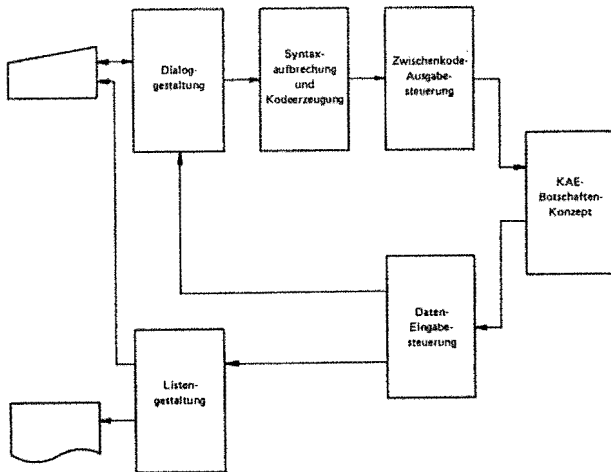 Dialog-
gestaltung
Syntax-
aufbrechung
und
Kodeerzeugung
Zwischenkode-
Ausgabe-
steuerung
KAE-
Botschaften-
Konzept
Daten-
Eingabe-
steuerung
Listen-
gestaltung